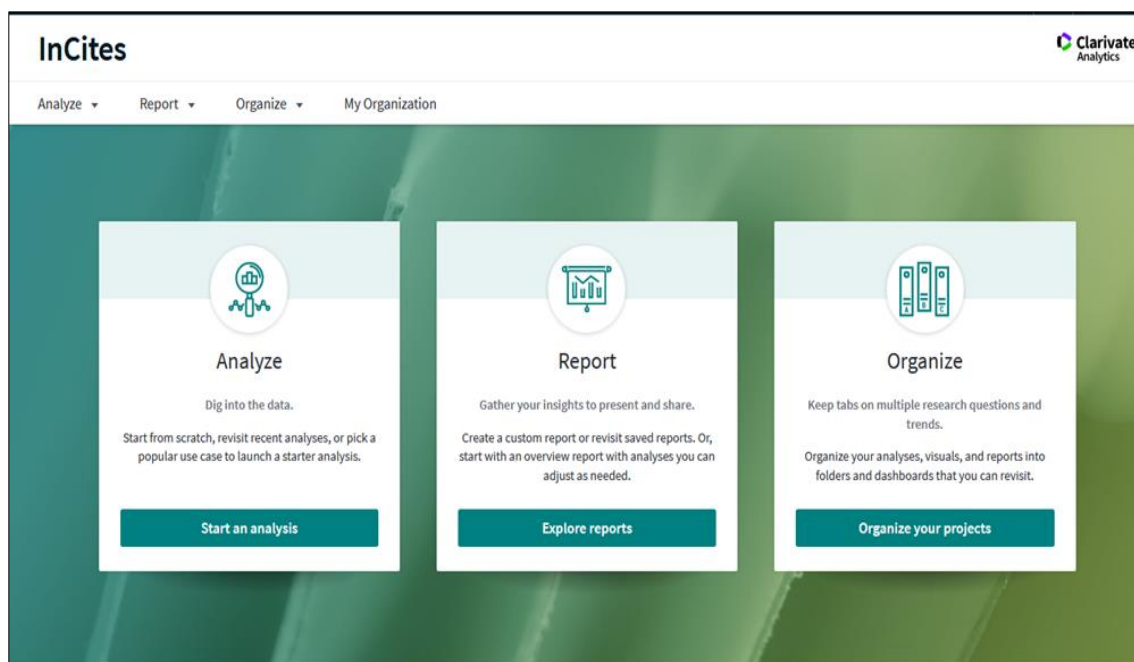 InCites
Clarivate
Analytics
Analyze
Report
Organize
My Organization
Analyze
Dig into the data.
Start from scratch, revisit recent analyses, or pick a
popular use case to launch a starter analysis.
Start an analysis
Report
Gather your insights to present and share.
Create a custom report or revisit saved reports. Or,
start with an overview report with analyses you can
adjust as needed.
Explore reports
A
B
C
Organize
Keep tabs on multiple research questions and
trends.
Organize your analyses, visuals, and reports into
folders and dashboards that you can revisit.
Organize your projects